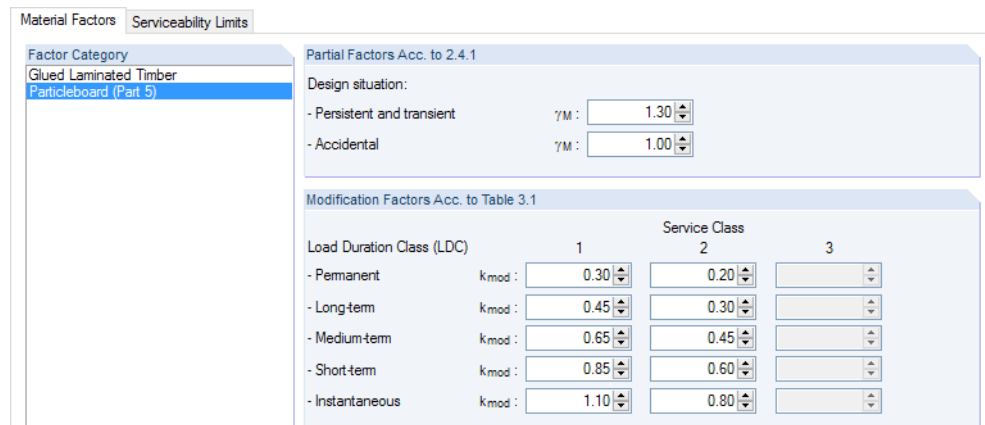 Material Factors Serviceability Limits
Factor Category
Glued Laminated Timber
Particleboard (Part 5)
Partial Factors Acc. to 2.4.1
Design situation:
- Persistent and transient γM : 1.30
- Accidental γM : 1.00
Modification Factors Acc. to Table 3.1
Service Class
Load Duration Class (LDC) 1 2 3
- Permanent kmod : 0.30 0.20
- Long-term kmod : 0.45 0.30
- Medium-term kmod : 0.65 0.45
- Short-term kmod : 0.85 0.60
- Instantaneous kmod : 1.10 0.80